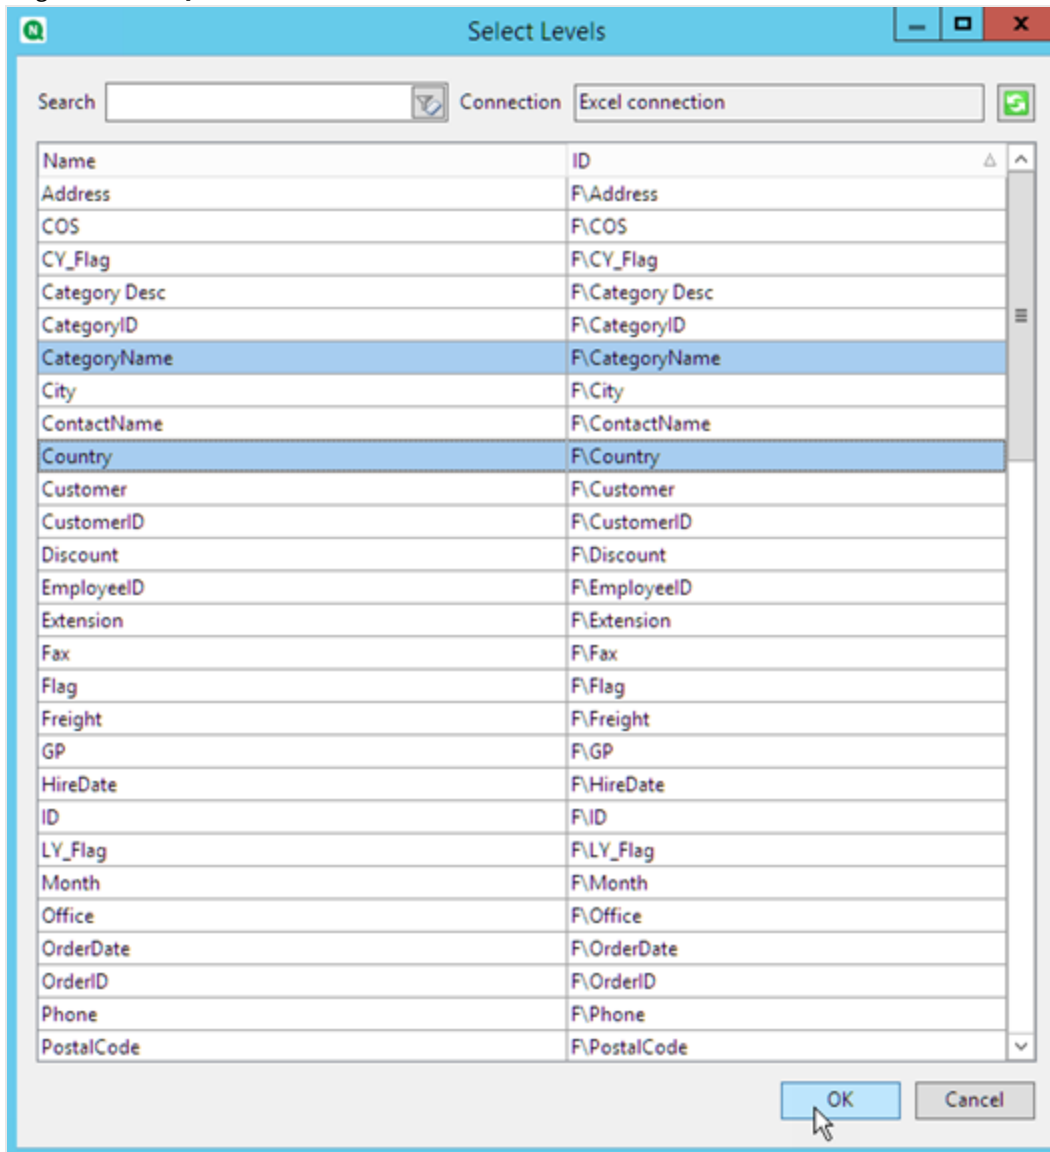 Select Levels
Search Connection Excel connection
Name ID
Address F\Address
COS F\COS
CY_Flag F\CY_Flag
Category Desc F\Category Desc
CategoryID F\CategoryID
CategoryName F\CategoryName
City F\City
ContactName F\ContactName
Country F\Country
Customer F\Customer
CustomerID F\CustomerID
Discount F\Discount
EmployeeID F\EmployeeID
Extension F\Extension
Fax F\Fax
Flag F\Flag
Freight F\Freight
GP F\GP
HireDate F\HireDate
ID F\ID
LY_Flag F\LY_Flag
Month F\Month
Office F\Office
OrderDate F\OrderDate
OrderID F\OrderID
Phone F\Phone
PostalCode F\PostalCode
OK Cancel